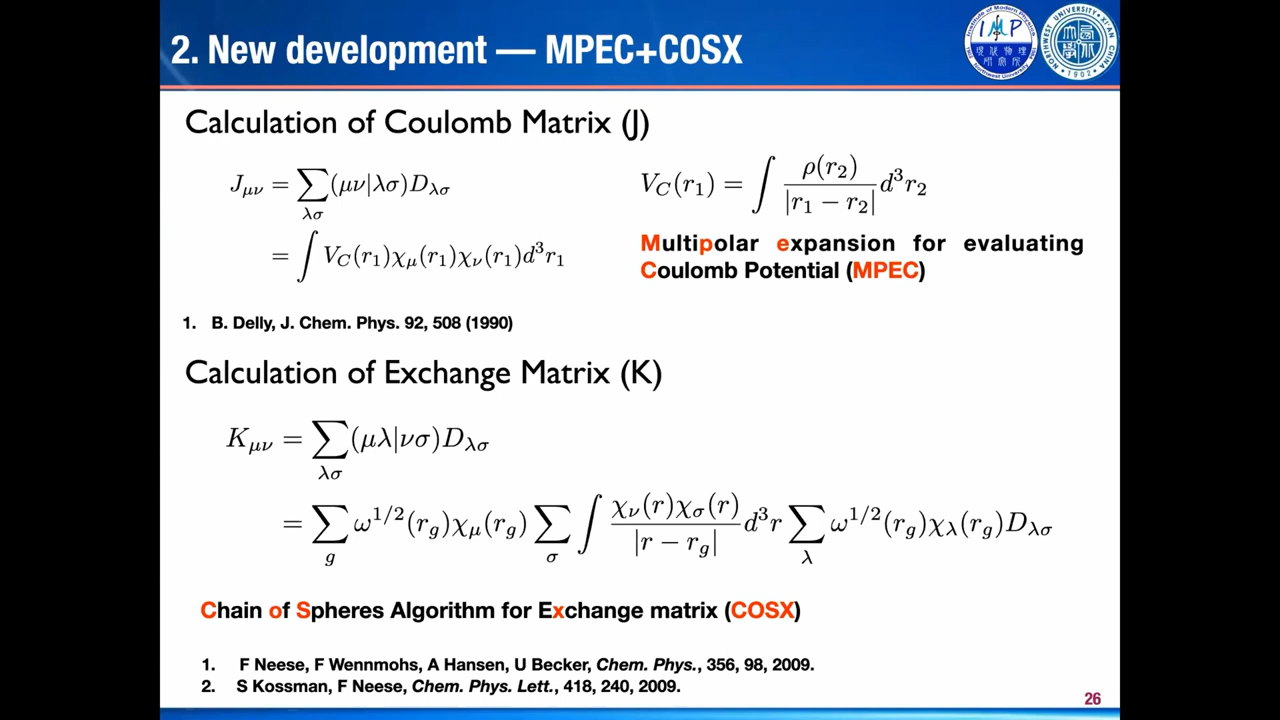 2. New development — MPEC+COSX
Calculation of Coulomb Matrix (J)
J_{μν} = ∑_{λσ} (μν|λσ)D_{λσ}
= ∫ V_C(r_1)χ_μ(r_1)χ_ν(r_1)d^3r_1
V_C(r_1) = ∫ ρ(r_2) / |r_1 − r_2| d^3r_2
Multipolar expansion for evaluating
Coulomb Potential (MPEC)
1. B. Delly, J. Chem. Phys. 92, 508 (1990)
Calculation of Exchange Matrix (K)
K_{μν} = ∑_{λσ} (μλ|νσ)D_{λσ}
= ∑_g ω^{1/2}(r_g)χ_μ(r_g) ∑_σ ∫ χ_ν(r)χ_σ(r) / |r − r_g| d^3r ∑_λ ω^{1/2}(r_g)χ_λ(r_g)D_{λσ}
Chain of Spheres Algorithm for Exchange matrix (COSX)
1. F Neese, F Wennmohs, A Hansen, U Becker, Chem. Phys., 356, 98, 2009.
2. S Kossman, F Neese, Chem. Phys. Lett., 418, 240, 2009.
26